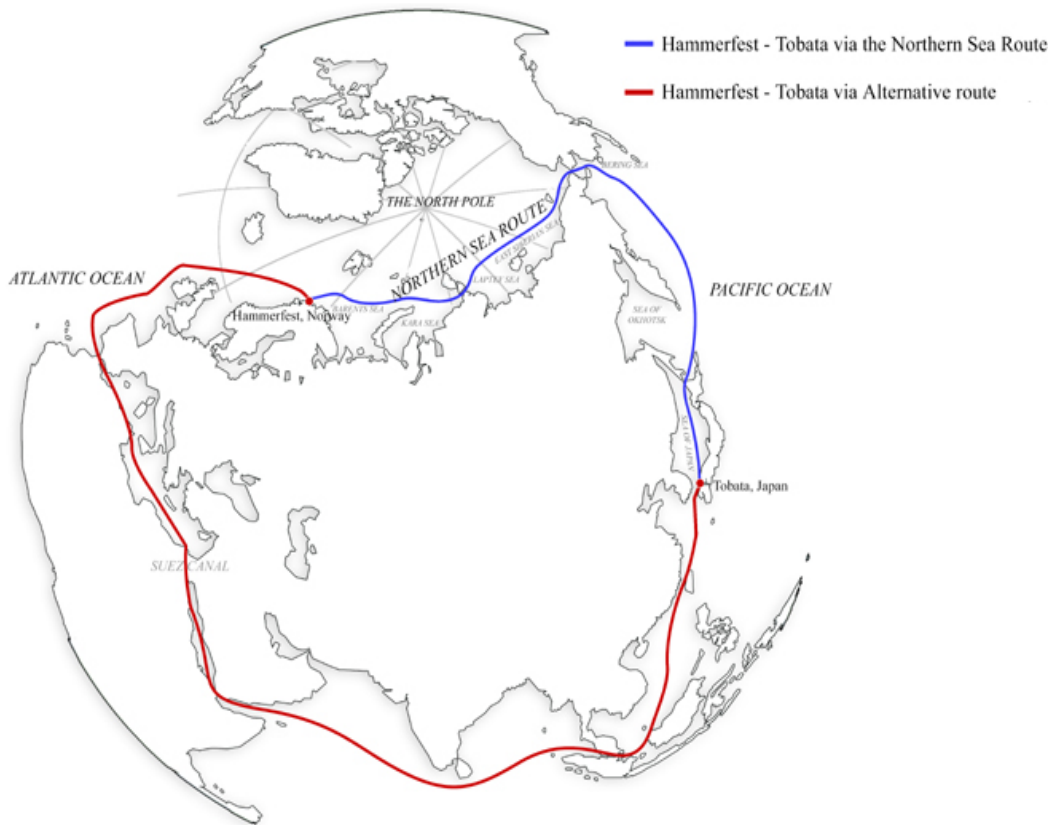 Hammerfest - Tobata via the Northern Sea Route
Hammerfest - Tobata via Alternative route
BERING SEA
THE NORTH POLE
NORTHERN SEA ROUTE
EAST SIBERIAN SEA
LAPTEV SEA
ATLANTIC OCEAN
PACIFIC OCEAN
Hammerfest, Norway
BARENTS SEA
KARA SEA
SEA OF
OKHOTSK
SEA OF JAPAN
Tobata, Japan
SUEZ CANAL